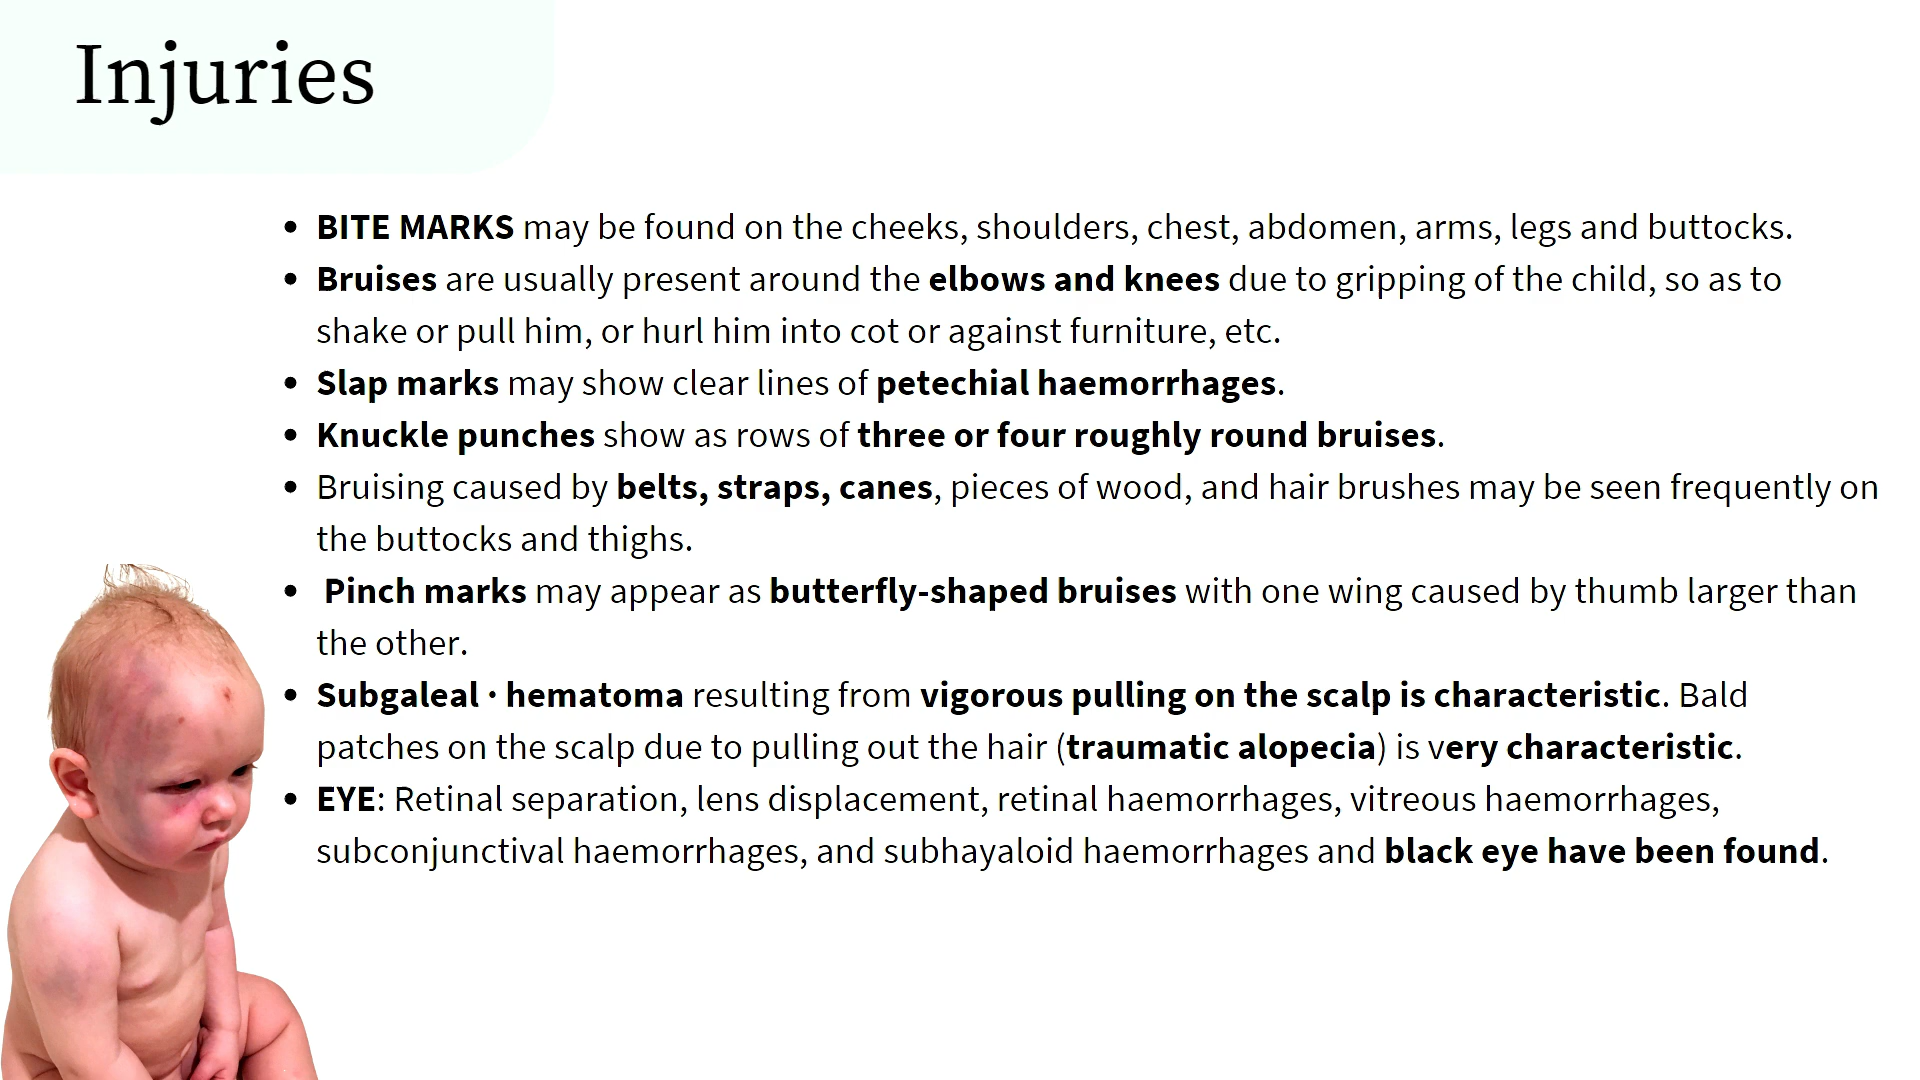 Injuries
• BITE MARKS may be found on the cheeks, shoulders, chest, abdomen, arms, legs and buttocks.
• Bruises are usually present around the elbows and knees due to gripping of the child, so as to
shake or pull him, or hurl him into cot or against furniture, etc.
• Slap marks may show clear lines of petechial haemorrhages.
• Knuckle punches show as rows of three or four roughly round bruises.
• Bruising caused by belts, straps, canes, pieces of wood, and hair brushes may be seen frequently on
the buttocks and thighs.
• Pinch marks may appear as butterfly-shaped bruises with one wing caused by thumb larger than
the other.
• Subgaleal · hematoma resulting from vigorous pulling on the scalp is characteristic. Bald
patches on the scalp due to pulling out the hair (traumatic alopecia) is very characteristic.
• EYE: Retinal separation, lens displacement, retinal haemorrhages, vitreous haemorrhages,
subconjunctival haemorrhages, and subhayaloid haemorrhages and black eye have been found.